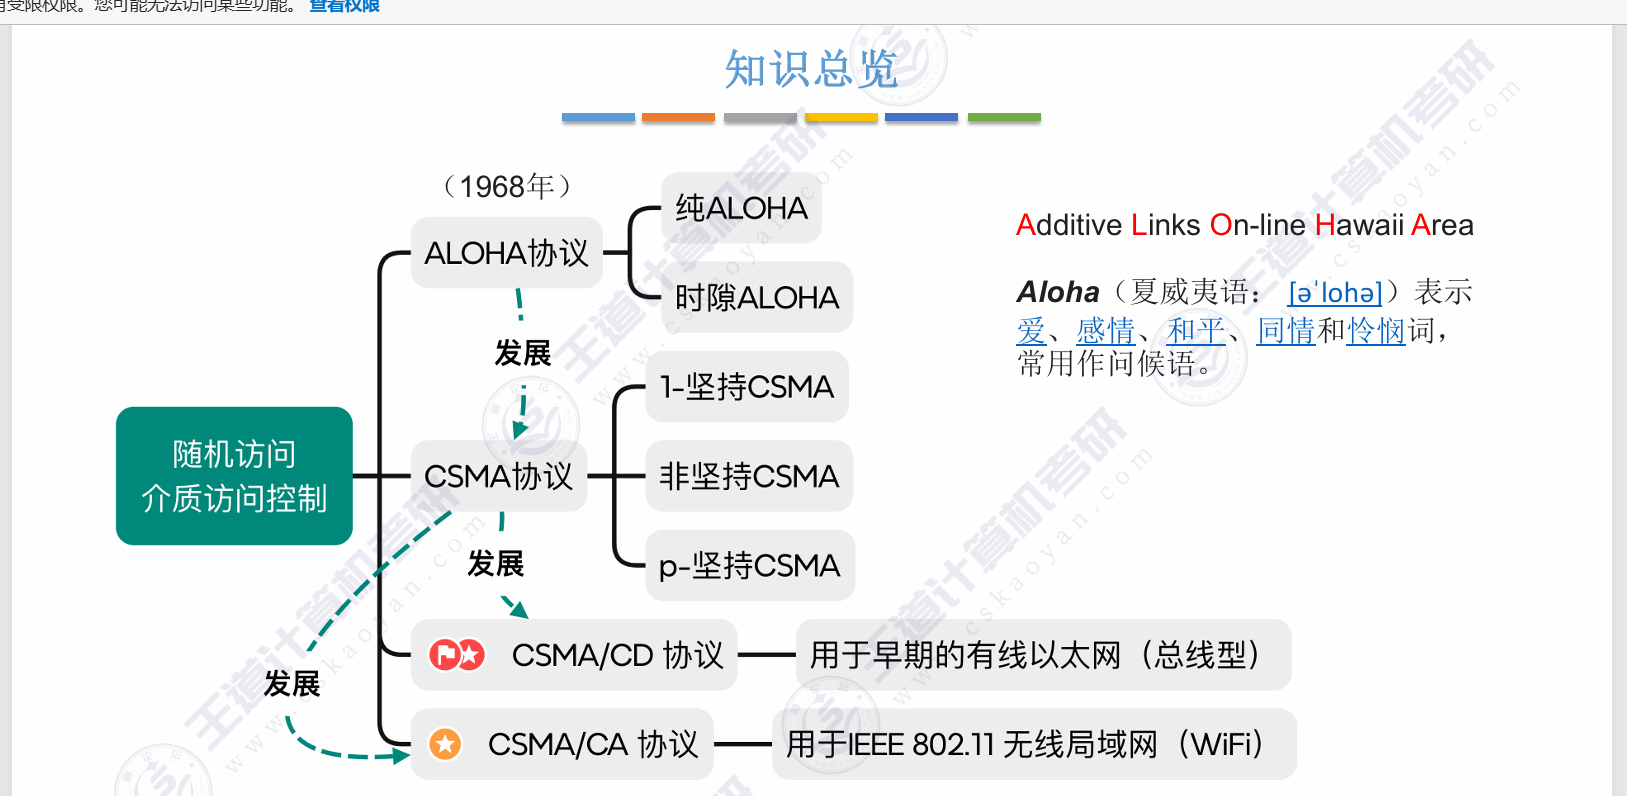 有受限权限。您可能无法访问某些功能。 查看权限
知识总览
（1968年）
ALOHA协议
纯ALOHA
时隙ALOHA
发展
Additive Links On-line Hawaii Area
Aloha（夏威夷语： [əˈlohə]）表示
爱、感情、和平、同情和怜悯词，
常用作问候语。
随机访问
介质访问控制
CSMA协议
1-坚持CSMA
非坚持CSMA
p-坚持CSMA
发展
发展
CSMA/CD 协议
用于早期的有线以太网（总线型）
CSMA/CA 协议
用于IEEE 802.11 无线局域网（WiFi）
王道计算机考研
www.cskaoyan.com